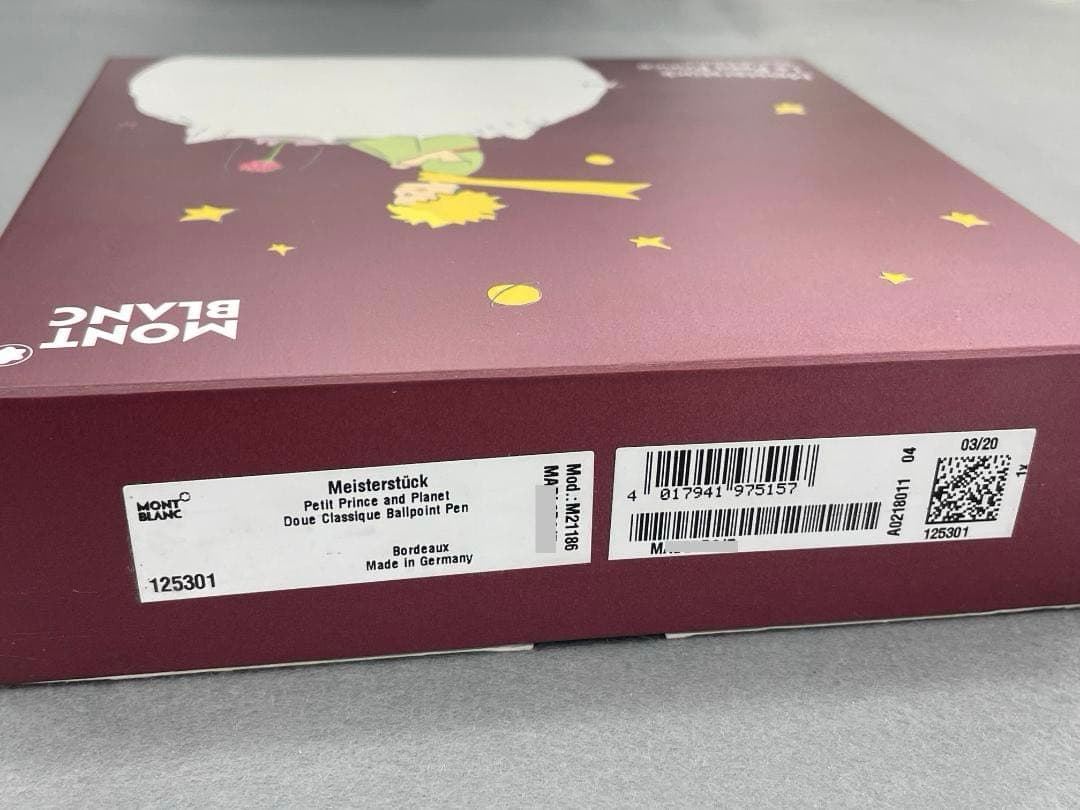 MONT
BLANC
MONT
BLANC
Meisterstück
Petit Prince and Planet
Doue Classique Ballpoint Pen
Bordeaux
Made in Germany
125301
Mod.: M21186
4 017941 975157
A0218011 04
03/20
125301